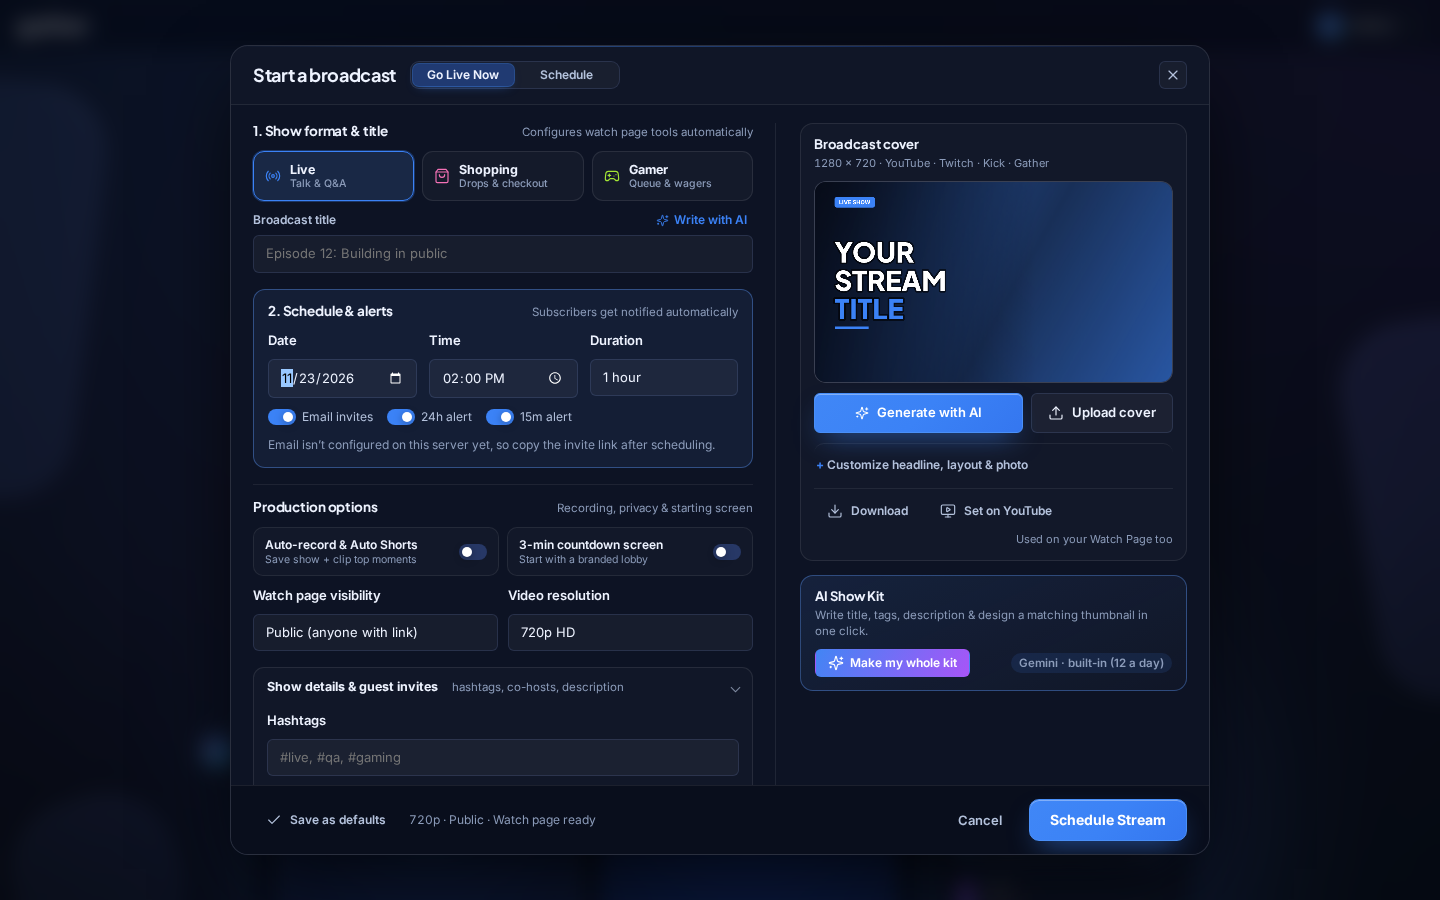 Start a broadcast
Go Live Now
Schedule
1. Show format & title
Configures watch page tools automatically
Live
Talk & Q&A
Shopping
Drops & checkout
Gamer
Queue & wagers
Broadcast title
Write with AI
Episode 12: Building in public
2. Schedule & alerts
Subscribers get notified automatically
Date
Time
Duration
11/23/2026
02:00 PM
1 hour
Email invites
24h alert
15m alert
Email isn't configured on this server yet, so copy the invite link after scheduling.
Production options
Recording, privacy & starting screen
Auto-record & Auto Shorts
Save show + clip top moments
3-min countdown screen
Start with a branded lobby
Watch page visibility
Video resolution
Public (anyone with link)
720p HD
Show details & guest invites
hashtags, co-hosts, description
Hashtags
#live, #qa, #gaming
Broadcast cover
1280 × 720 · YouTube · Twitch · Kick · Gather
LIVE SHOW
YOUR
STREAM
TITLE
Generate with AI
Upload cover
+ Customize headline, layout & photo
Download
Set on YouTube
Used on your Watch Page too
AI Show Kit
Write title, tags, description & design a matching thumbnail in
one click.
Make my whole kit
Gemini · built-in (12 a day)
Save as defaults
720p · Public · Watch page ready
Cancel
Schedule Stream